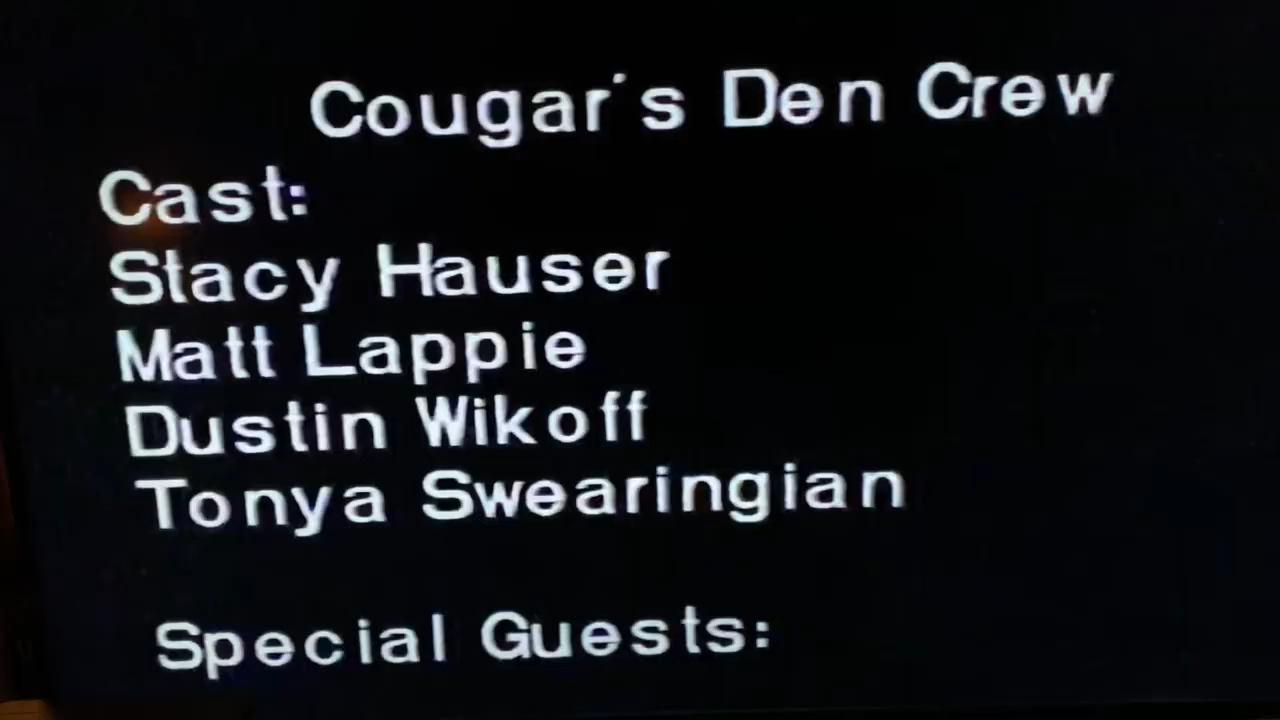 Cougar's Den Crew
Cast:
Stacy Hauser
Matt Lappie
Dustin Wikoff
Tonya Swearingian
Special Guests: